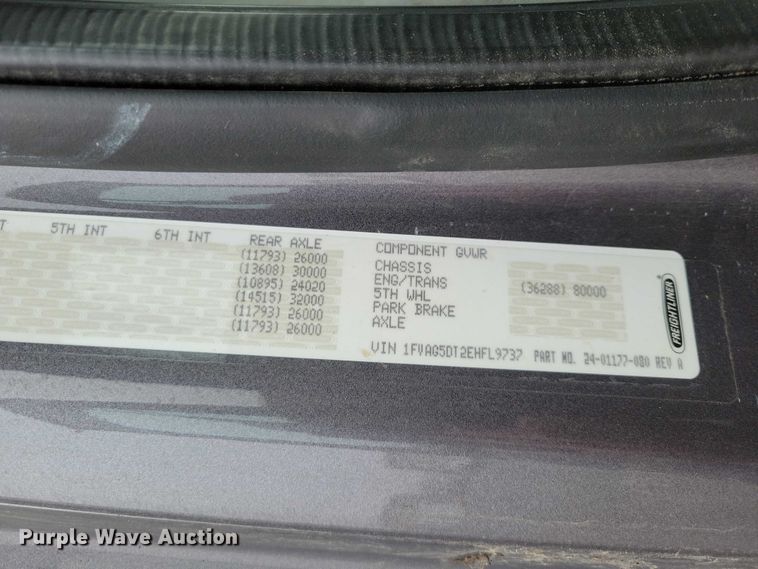 5TH INT 6TH INT REAR AXLE
(11793) 26000
(13608) 30000
(10895) 24020
(14515) 32000
(11793) 26000
(11793) 26000
COMPONENT GVWR
CHASSIS
ENG/TRANS (36288) 80000
5TH WHL
PARK BRAKE
AXLE
VIN 1FVAG5DT2EHFL9737 PART NO. 24-01177-080 REV A
FREIGHTLINER
Purple Wave Auction